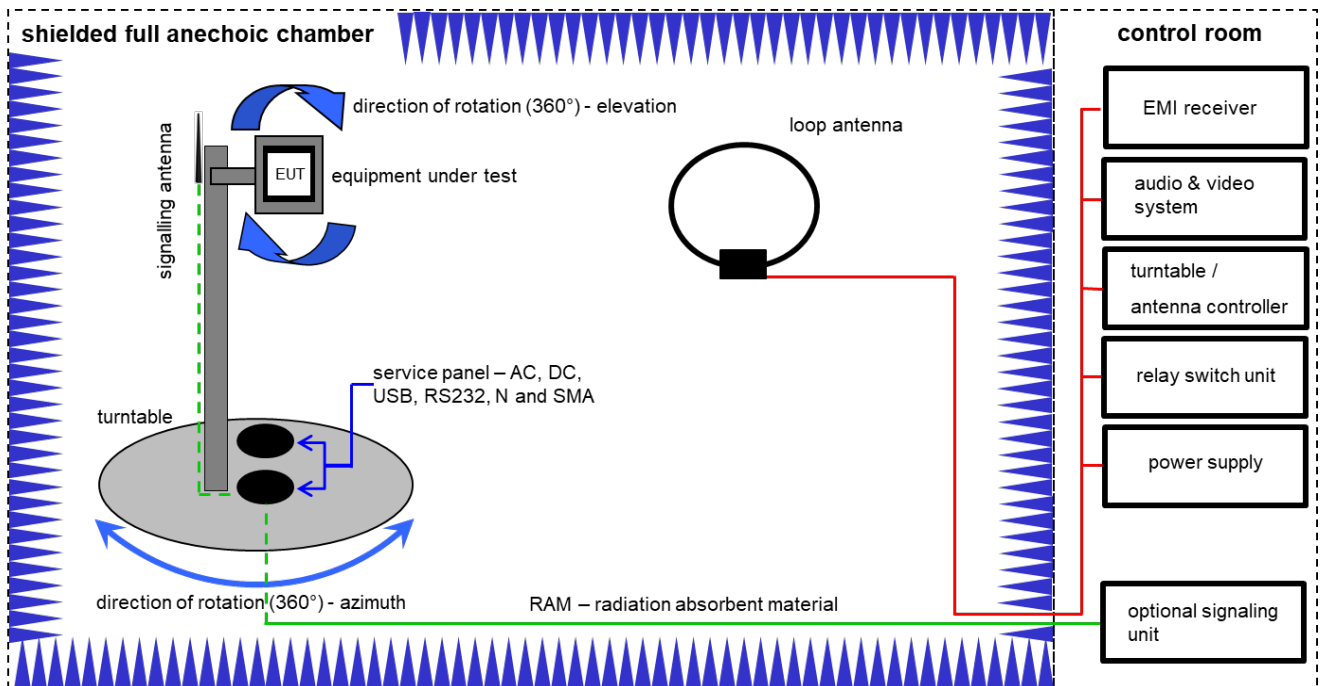 shielded full anechoic chamber
control room
direction of rotation (360°) - elevation
signalling antenna
EUT
equipment under test
loop antenna
EMI receiver
audio & video
system
turntable /
antenna controller
service panel – AC, DC,
USB, RS232, N and SMA
relay switch unit
turntable
power supply
direction of rotation (360°) - azimuth
RAM – radiation absorbent material
optional signaling
unit